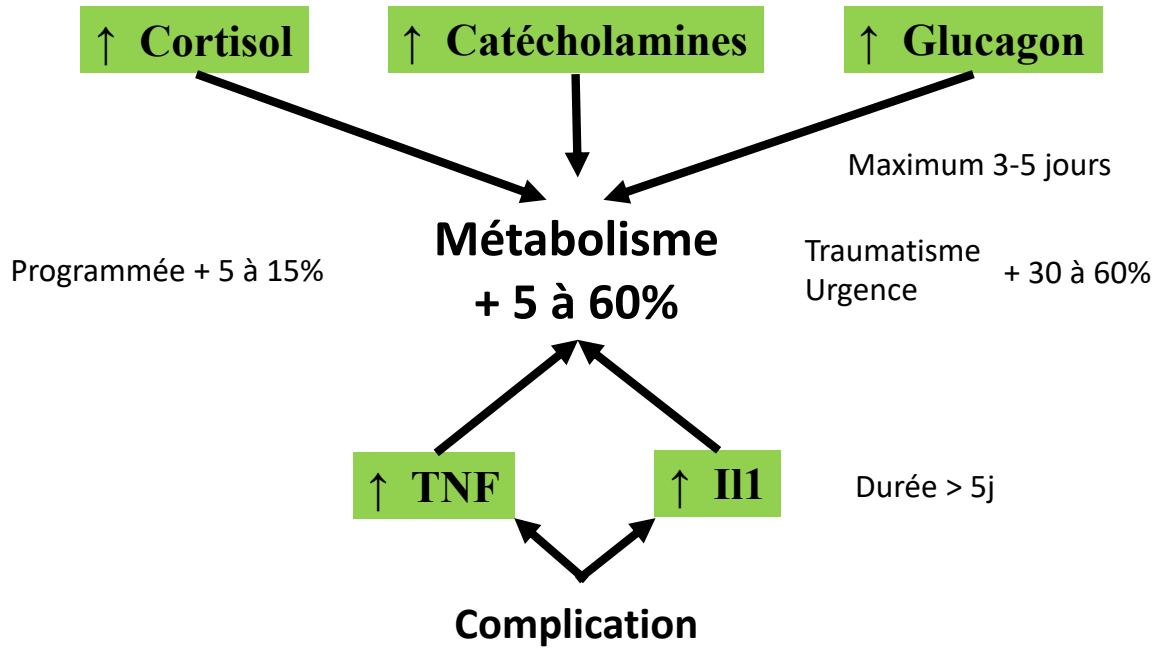 ↑ Cortisol
↑ Catécholamines
↑ Glucagon
Maximum 3-5 jours
Métabolisme
+ 5 à 60%
Programmée + 5 à 15%
Traumatisme
Urgence
+ 30 à 60%
↑ TNF
↑ Il1
Durée > 5j
Complication